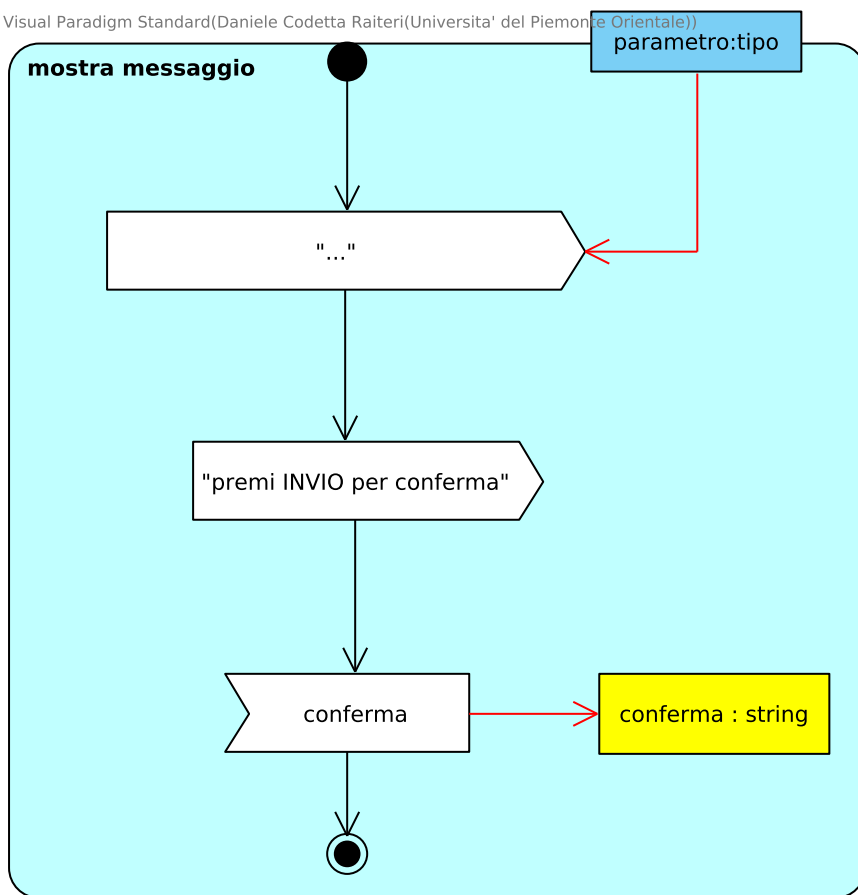 Visual Paradigm Standard(Daniele Codetta Raiteri(Universita' del Piemonte Orientale))
parametro:tipo
mostra messaggio
"..."
"premi INVIO per conferma"
conferma
conferma : string